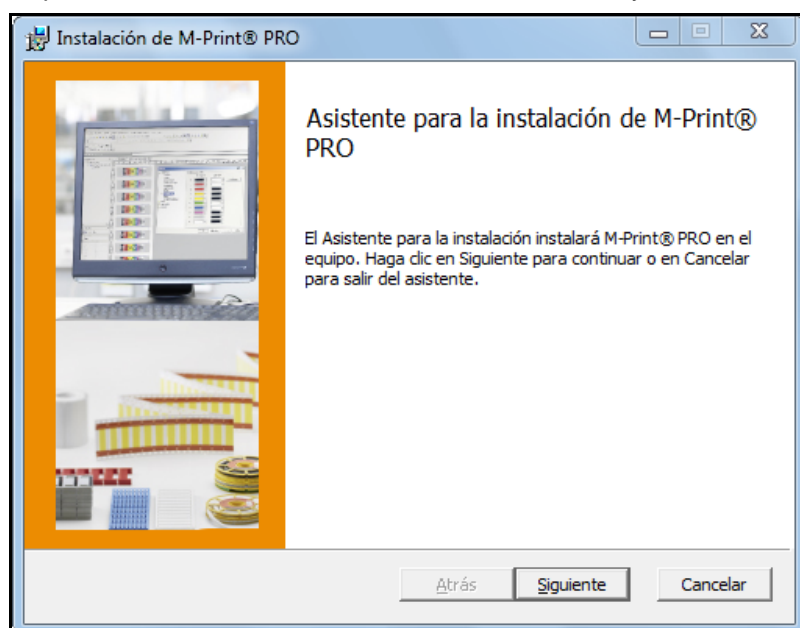 Instalación de M-Print® PRO
Asistente para la instalación de M-Print®
PRO
El Asistente para la instalación instalará M-Print® PRO en el
equipo. Haga clic en Siguiente para continuar o en Cancelar
para salir del asistente.
Atrás
Siguiente
Cancelar